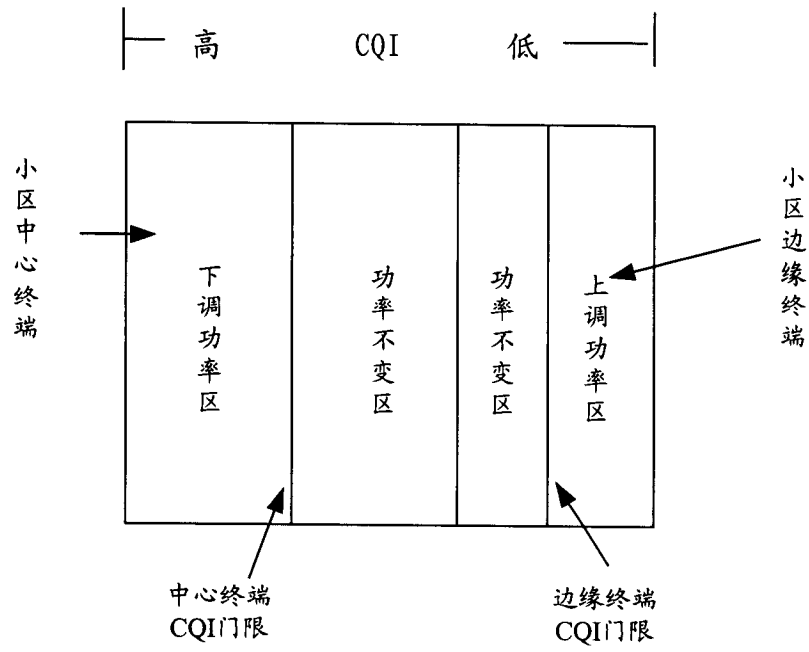 高 CQI 低
小区中心终端
下调功率区
功率不变区
功率不变区
上调功率区
小区边缘终端
中心终端
CQI门限
边缘终端
CQI门限